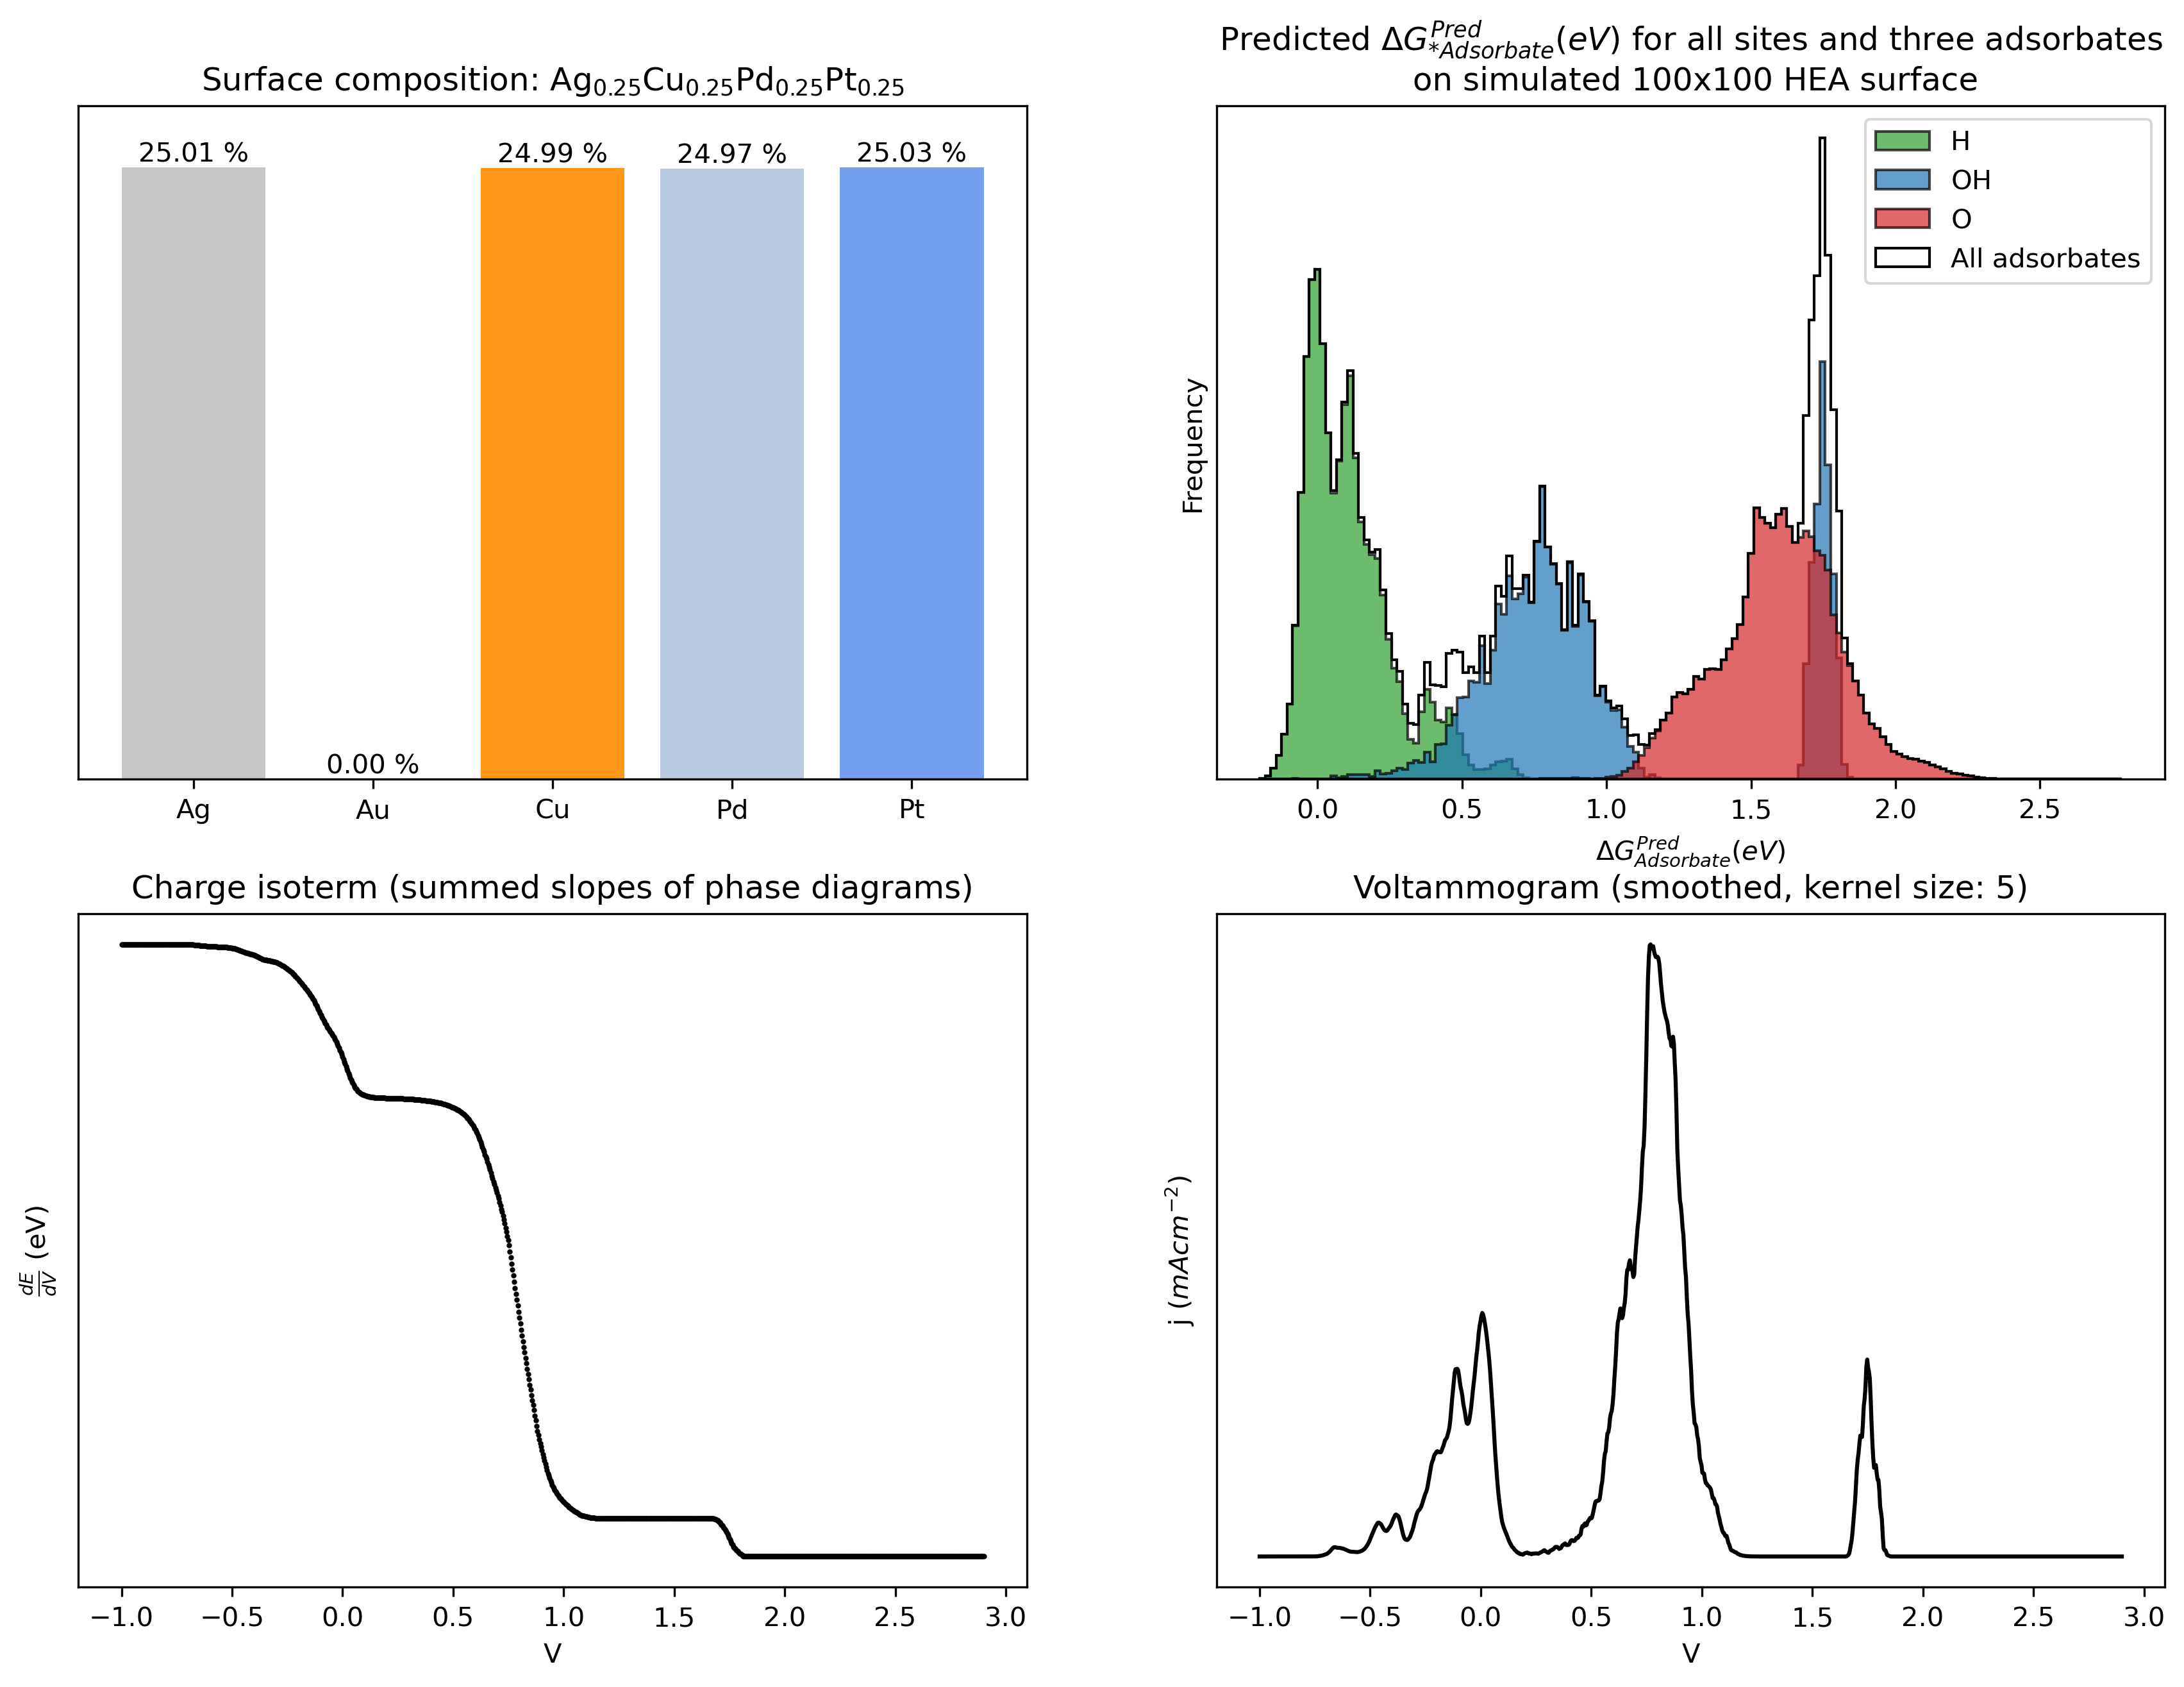 Surface composition: Ag0.25Cu0.25Pd0.25Pt0.25
25.01 %
0.00 %
24.99 %
24.97 %
25.03 %
Ag
Au
Cu
Pd
Pt
Predicted ΔG^Pred_*Adsorbate(eV) for all sites and three adsorbates
on simulated 100x100 HEA surface
H
OH
O
All adsorbates
Frequency
0.0
0.5
1.0
1.5
2.0
2.5
ΔG^Pred_Adsorbate(eV)
Charge isoterm (summed slopes of phase diagrams)
dE/dV (eV)
−1.0
−0.5
0.0
0.5
1.0
1.5
2.0
2.5
3.0
V
Voltammogram (smoothed, kernel size: 5)
j (mAcm⁻²)
−1.0
−0.5
0.0
0.5
1.0
1.5
2.0
2.5
3.0
V